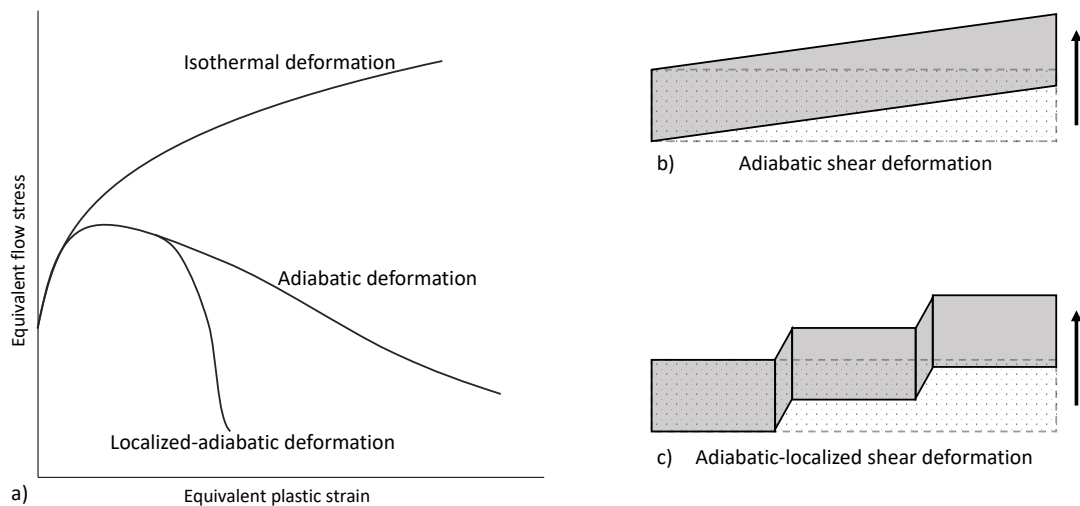 Isothermal deformation
Equivalent flow stress
Adiabatic deformation
Localized-adiabatic deformation
a)
Equivalent plastic strain
b) Adiabatic shear deformation
c) Adiabatic-localized shear deformation